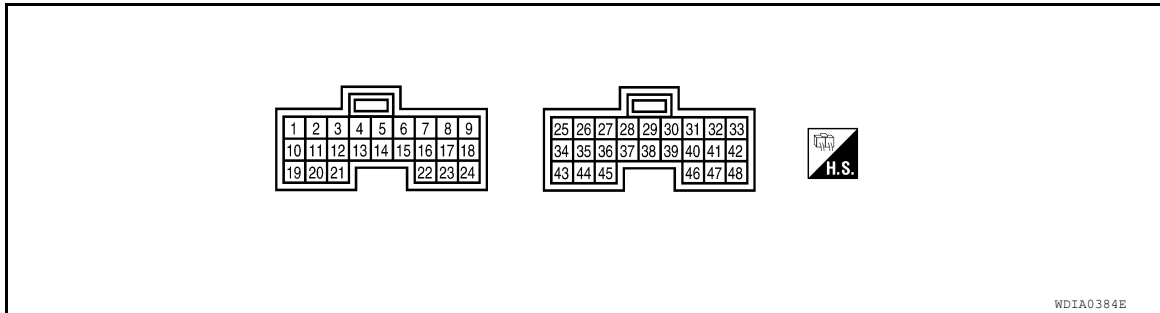 1 2 3 4 5 6 7 8 9
10 11 12 13 14 15 16 17 18
19 20 21 22 23 24
25 26 27 28 29 30 31 32 33
34 35 36 37 38 39 40 41 42
43 44 45 46 47 48
H.S.
WDIA0384E